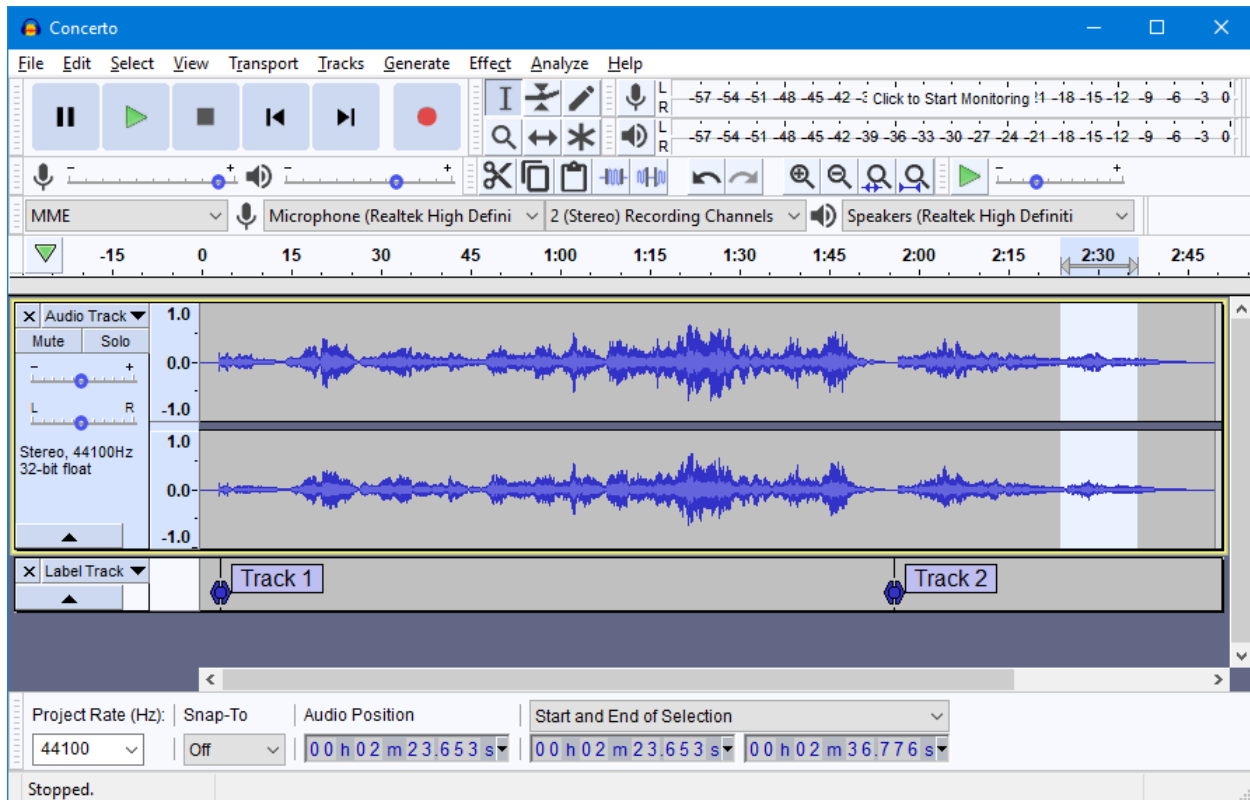 Concerto
File Edit Select View Transport Tracks Generate Effect Analyze Help
L -57 -54 -51 -48 -45 -42 -3 Click to Start Monitoring !1 -18 -15 -12 -9 -6 -3 0
R
L -57 -54 -51 -48 -45 -42 -39 -36 -33 -30 -27 -24 -21 -18 -15 -12 -9 -6 -3 0
R
- + - + - +
MME Microphone (Realtek High Defini 2 (Stereo) Recording Channels Speakers (Realtek High Definiti
-15 0 15 30 45 1:00 1:15 1:30 1:45 2:00 2:15 2:30 2:45
X Audio Track 1.0
Mute Solo
- + 0.0
L R -1.0
Stereo, 44100Hz 1.0
32-bit float
0.0
-1.0
X Label Track Track 1 Track 2
Project Rate (Hz): Snap-To Audio Position Start and End of Selection
44100 Off 00 h 02 m 23.653 s 00 h 02 m 23.653 s 00 h 02 m 36.776 s
Stopped.